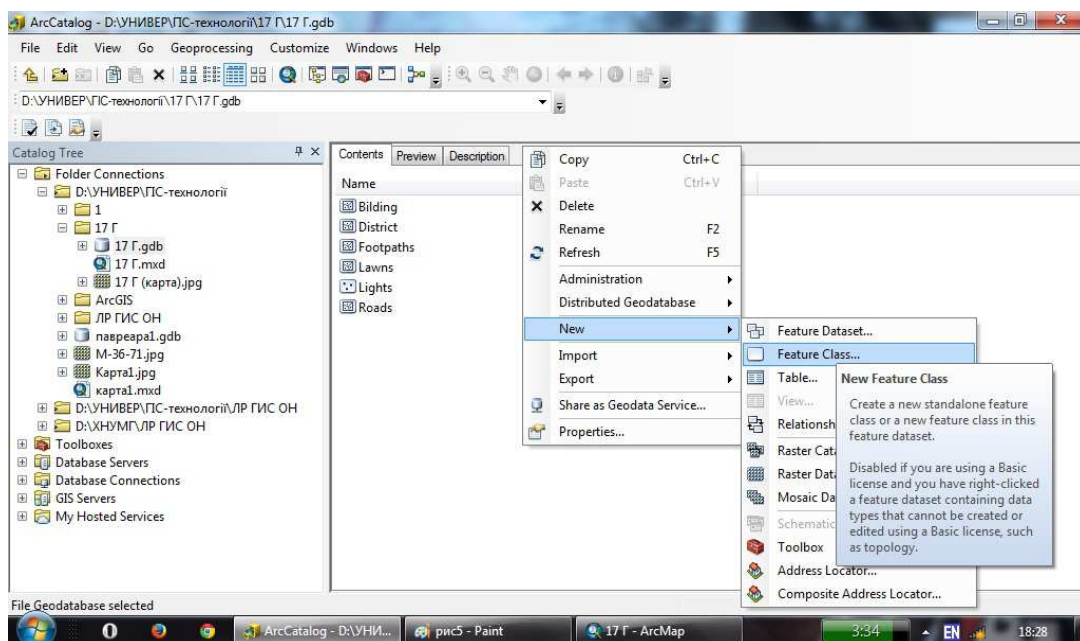 ArcCatalog - D:\УНИВЕР\ГІС-технології\17 Г\17 Г.gdb
File Edit View Go Geoprocessing Customize Windows Help
D:\УНИВЕР\ГІС-технології\17 Г\17 Г.gdb
Catalog Tree
Folder Connections
D:\УНИВЕР\ГІС-технології
1
17 Г
17 Г.gdb
17 Г.mxd
17 Г (карта).jpg
ArcGIS
ЛР ГИС ОН
павреара1.gdb
М-36-71.jpg
Карта1.jpg
карта1.mxd
D:\УНИВЕР\ГІС-технології\ЛР ГИС ОН
D:\ХНУМГ\ЛР ГИС ОН
Toolboxes
Database Servers
Database Connections
GIS Servers
My Hosted Services
Contents Preview Description
Name
Bilding
District
Footpaths
Lawns
Lights
Roads
Copy Ctrl+C
Paste Ctrl+V
Delete
Rename F2
Refresh F5
Administration
Distributed Geodatabase
New
Import
Export
Share as Geodata Service...
Properties...
Feature Dataset...
Feature Class...
Table...
View...
Relationsh
Raster Cat
Raster Dat
Mosaic Da
Schematic
Toolbox
Address Locator...
Composite Address Locator...
New Feature Class
Create a new standalone feature
class or a new feature class in this
feature dataset.
Disabled if you are using a Basic
license and you have right-clicked
a feature dataset containing data
types that cannot be created or
edited using a Basic license, such
as topology.
File Geodatabase selected
ArcCatalog - D:\УНИ...
рис5 - Paint
17 Г - ArcMap
3:34
EN
18:28